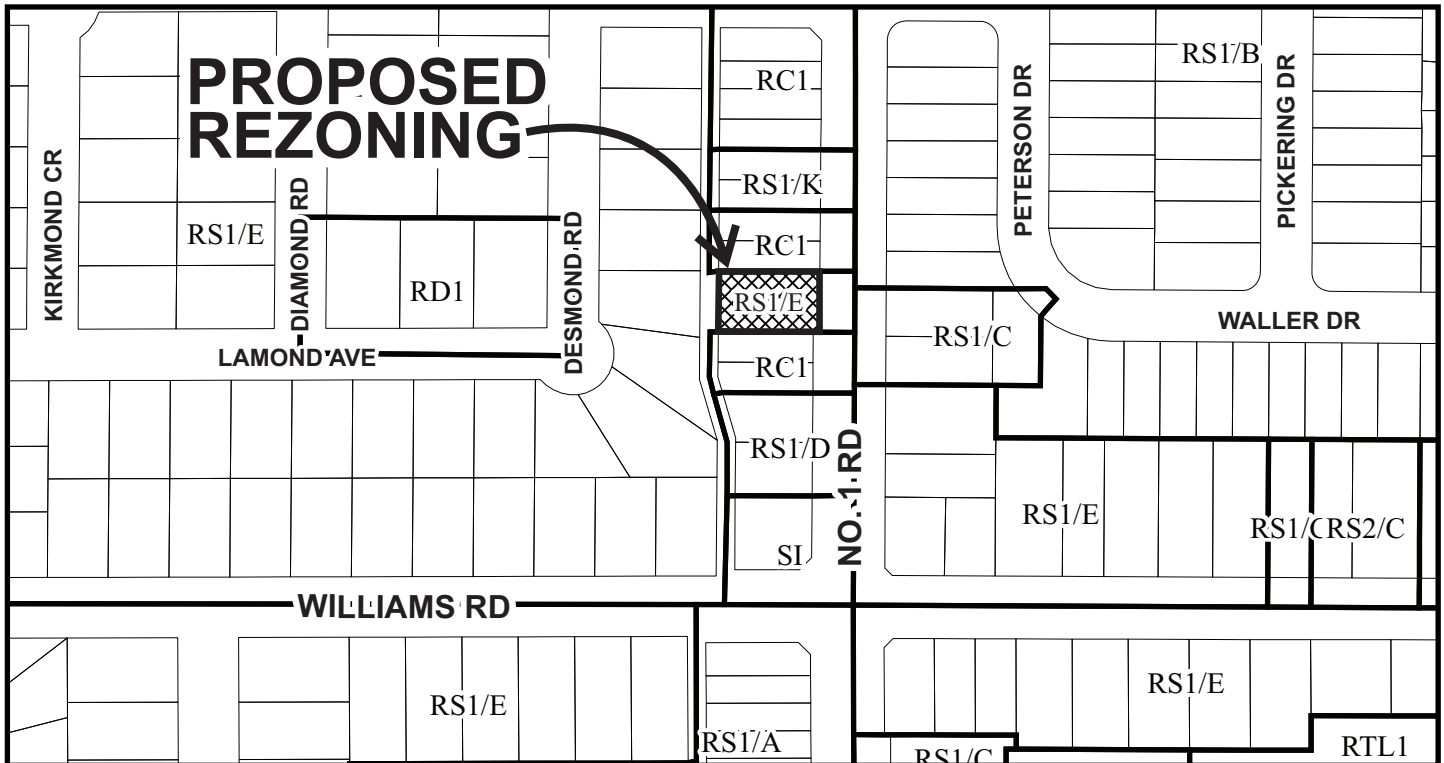 PROPOSED
REZONING
RC1
RS1/B
KIRKMOND CR
RS1/E
DIAMOND RD
RD1
DESMOND RD
RS1/K
RC1
RS1/E
PETERSON DR
PICKERING DR
RS1/C
WALLER DR
LAMOND AVE
RC1
RS1/D
NO. 1 RD
SI
RS1/E
RS1/C
RS2/C
WILLIAMS RD
RS1/E
RS1/A
RS1/E
RS1/C
RTL1